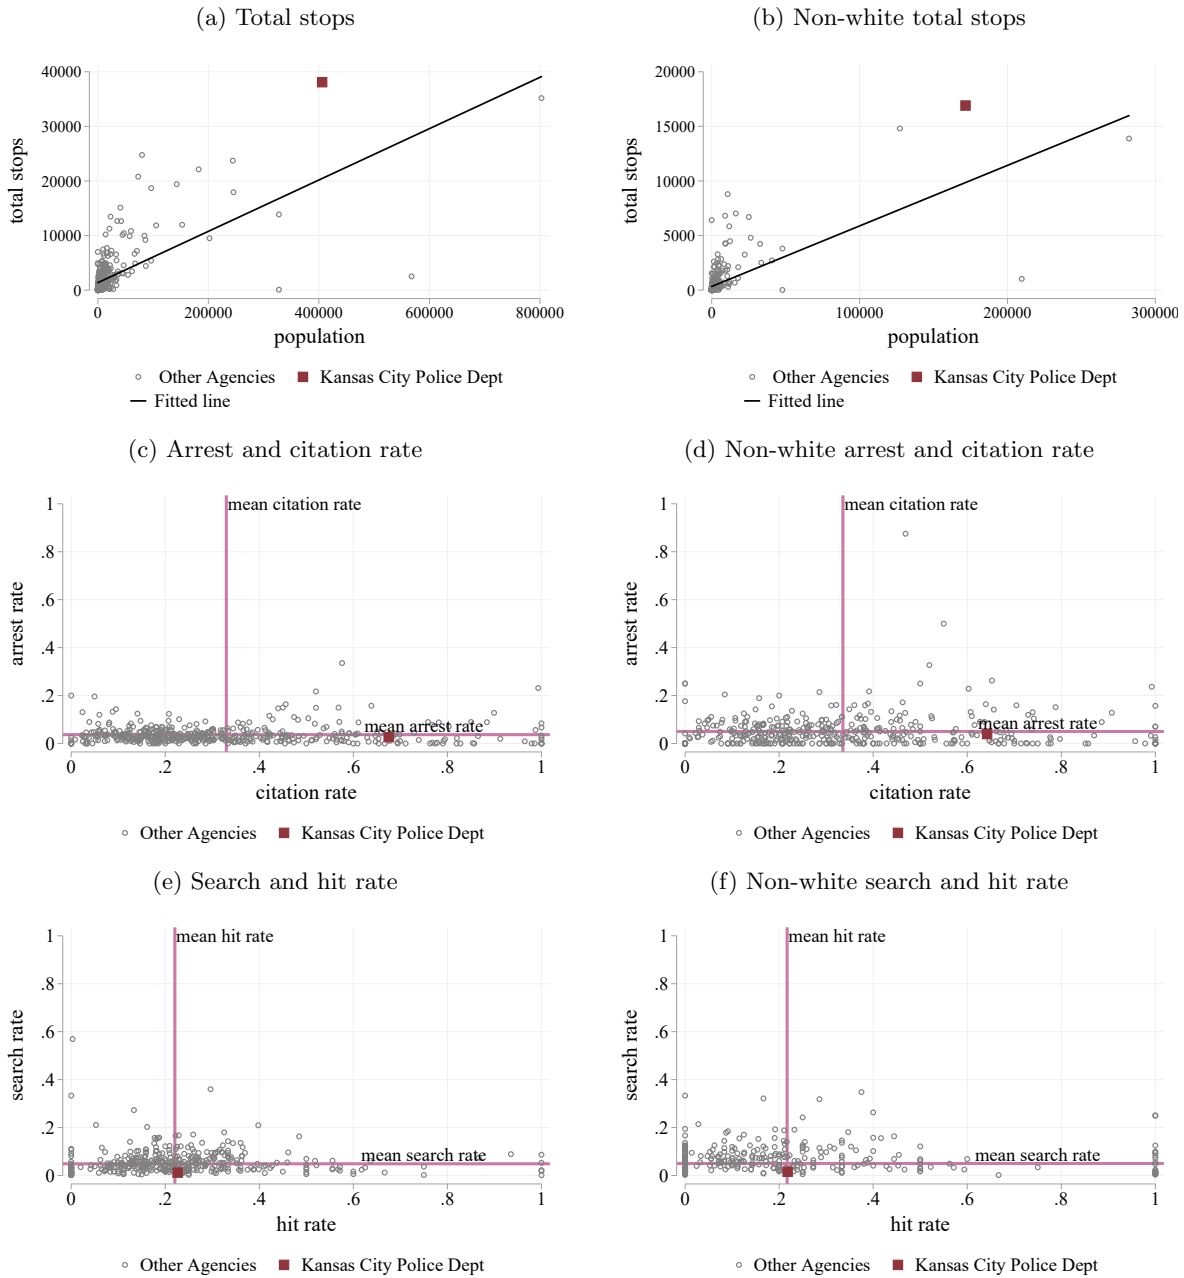 (a) Total stops
(b) Non-white total stops
40000
30000
20000
10000
0
total stops
0 200000 400000 600000 800000
population
Other Agencies Kansas City Police Dept
Fitted line
20000
15000
10000
5000
0
total stops
0 100000 200000 300000
population
Other Agencies Kansas City Police Dept
Fitted line
(c) Arrest and citation rate
(d) Non-white arrest and citation rate
1
.8
.6
.4
.2
0
arrest rate
mean citation rate
mean arrest rate
0 .2 .4 .6 .8 1
citation rate
Other Agencies Kansas City Police Dept
1
.8
.6
.4
.2
0
arrest rate
mean citation rate
mean arrest rate
0 .2 .4 .6 .8 1
citation rate
Other Agencies Kansas City Police Dept
(e) Search and hit rate
(f) Non-white search and hit rate
1
.8
.6
.4
.2
0
search rate
mean hit rate
mean search rate
0 .2 .4 .6 .8 1
hit rate
Other Agencies Kansas City Police Dept
1
.8
.6
.4
.2
0
search rate
mean hit rate
mean search rate
0 .2 .4 .6 .8 1
hit rate
Other Agencies Kansas City Police Dept